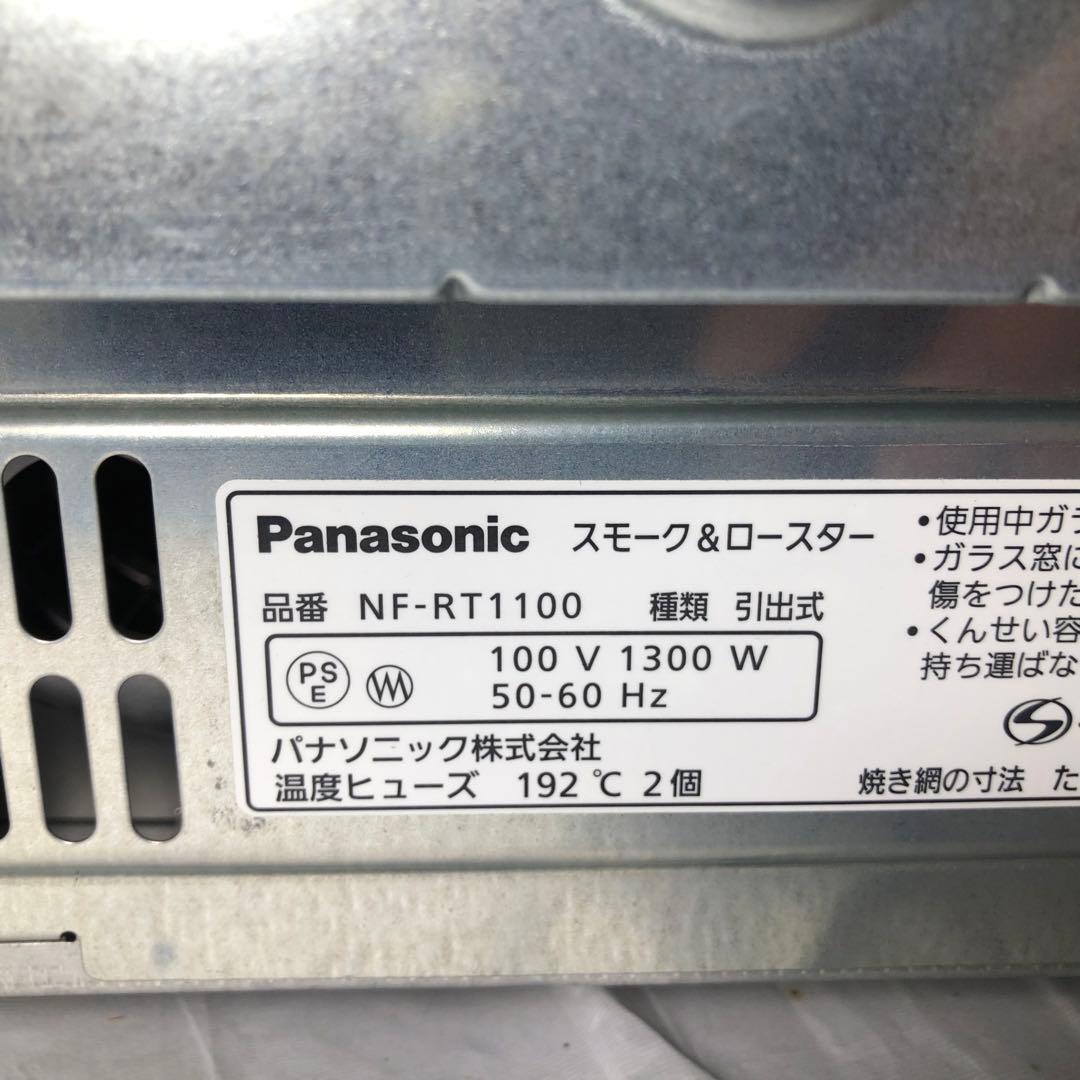 Panasonic スモーク&ロースター
品番 NF-RT1100 種類 引出式
PS E
100 V 1300 W
50-60 Hz
パナソニック株式会社
温度ヒューズ 192 ℃ 2個
•使用中ガラ
•ガラス窓に
傷をつけた
•くんせい容
持ち運ばな
焼き網の寸法 た